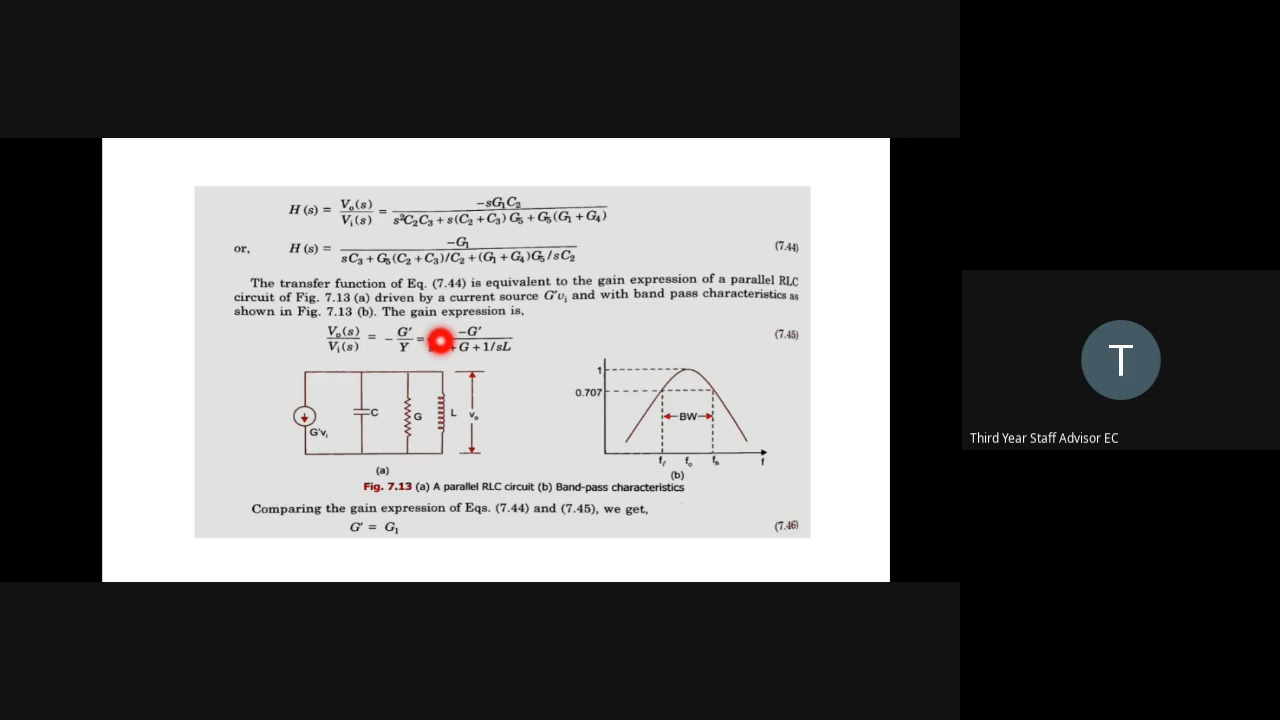 H (s) = Vo(s)/Vi(s) = -sG1C2 / s²C2C3 + s(C2 + C3) G5 + G5(G1 + G4)
or, H (s) = -G1 / sC3 + G5(C2 + C3)/C2 + (G1 + G4)G5/sC2 (7.44)
The transfer function of Eq. (7.44) is equivalent to the gain expression of a parallel RLC
circuit of Fig. 7.13 (a) driven by a current source G'vi and with band pass characteristics as
shown in Fig. 7.13 (b). The gain expression is,
Vo(s)/Vi(s) = - G'/Y = -G' / + G + 1/sL (7.45)
C
G
L
vo
G'vi
(a)
1
0.707
BW
fl fo fh f
(b)
Fig. 7.13 (a) A parallel RLC circuit (b) Band-pass characteristics
Comparing the gain expression of Eqs. (7.44) and (7.45), we get,
G' = G1 (7.46)
T
Third Year Staff Advisor EC